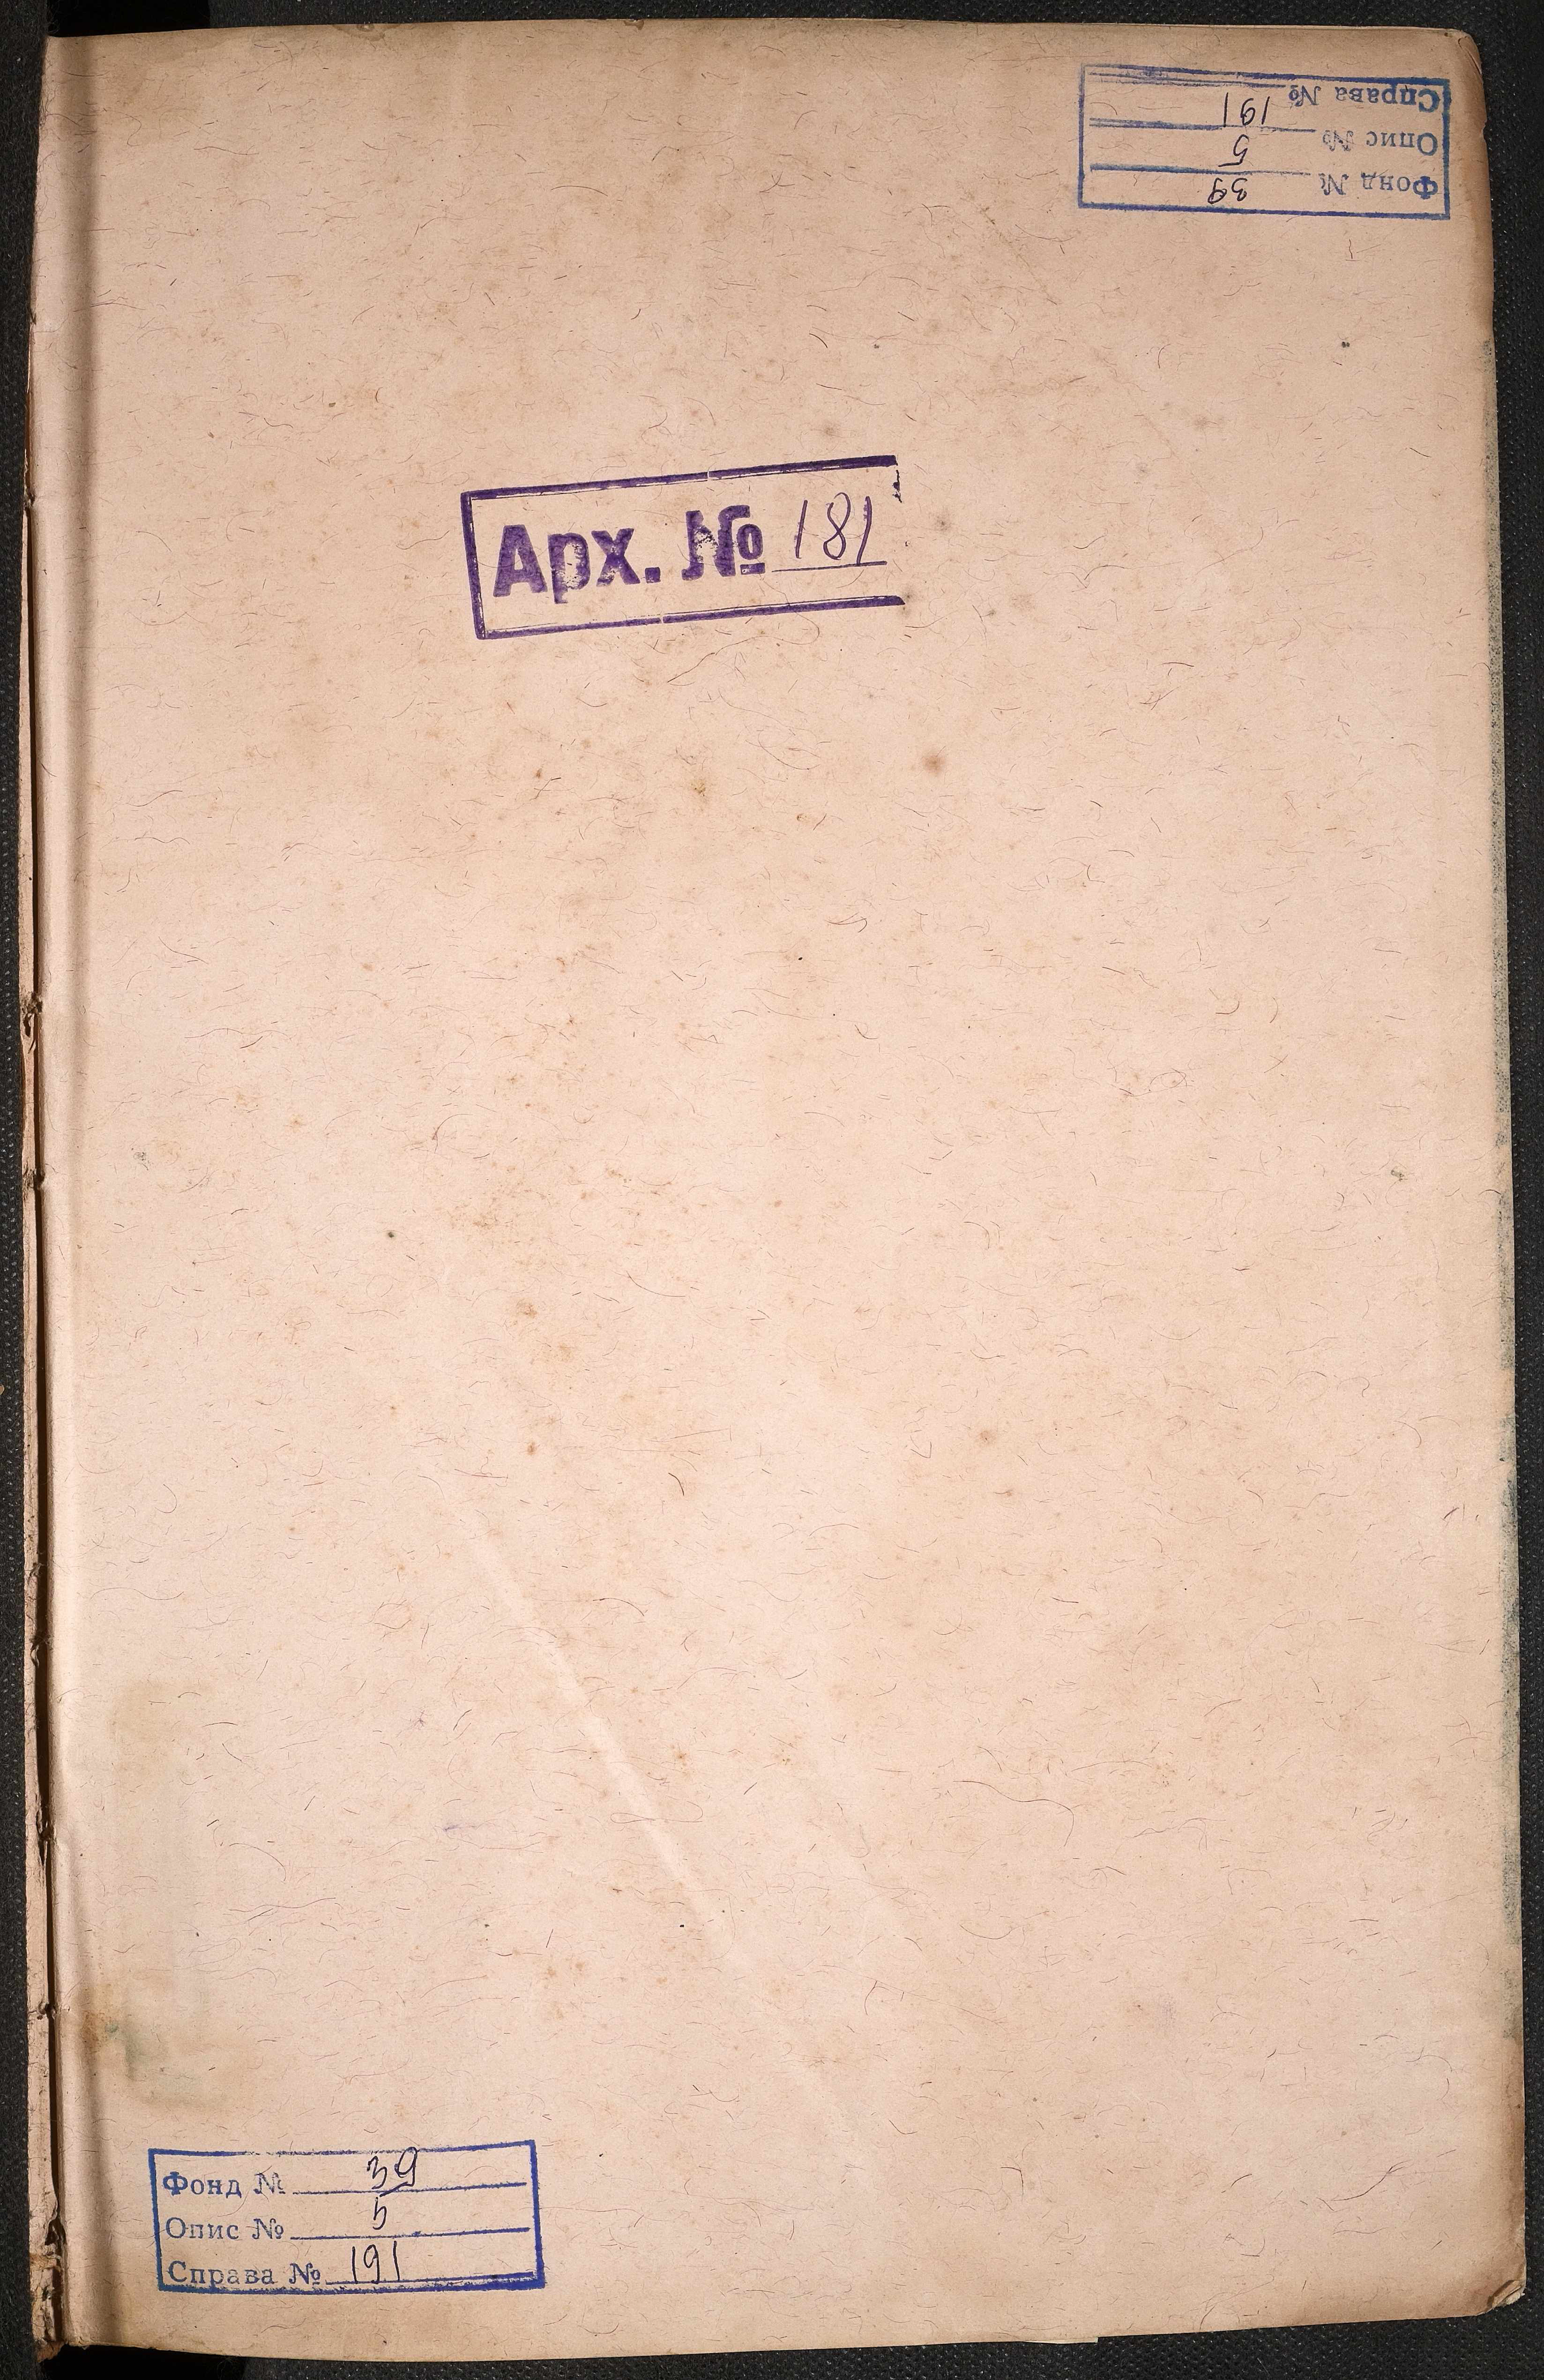 Справа № 191
Опис № 5
Фонд № 39
Арх. № 181
Фонд № 39
Опис № 5
Справа № 191